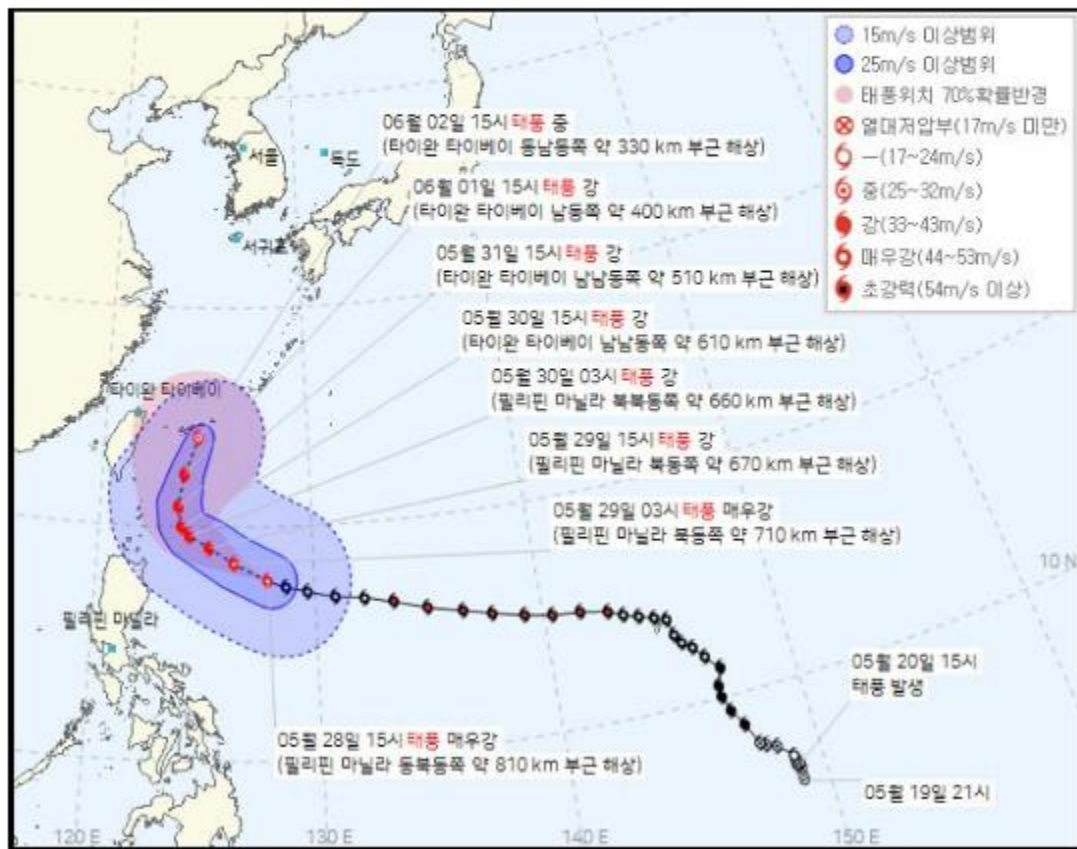 15m/s 이상범위
25m/s 이상범위
태풍위치 70%확률반경
열대저압부(17m/s 미만)
―(17~24m/s)
중(25~32m/s)
강(33~43m/s)
매우강(44~53m/s)
초강력(54m/s 이상)
06월 02일 15시 태풍 중
(타이완 타이베이 동남동쪽 약 330 km 부근 해상)
서울
독도
06월 01일 15시 태풍 강
(타이완 타이베이 남동쪽 약 400 km 부근 해상)
서귀포
05월 31일 15시 태풍 강
(타이완 타이베이 남남동쪽 약 510 km 부근 해상)
05월 30일 15시 태풍 강
(타이완 타이베이 남남동쪽 약 610 km 부근 해상)
05월 30일 03시 태풍 강
(필리핀 마닐라 북북동쪽 약 660 km 부근 해상)
타이완 타이베이
05월 29일 15시 태풍 강
(필리핀 마닐라 북동쪽 약 670 km 부근 해상)
05월 29일 03시 태풍 매우강
(필리핀 마닐라 북동쪽 약 710 km 부근 해상)
10 N
필리핀 마닐라
05월 20일 15시
태풍 발생
05월 28일 15시 태풍 매우강
(필리핀 마닐라 동북동쪽 약 810 km 부근 해상)
05월 19일 21시
120 E
130 E
140 E
150 E